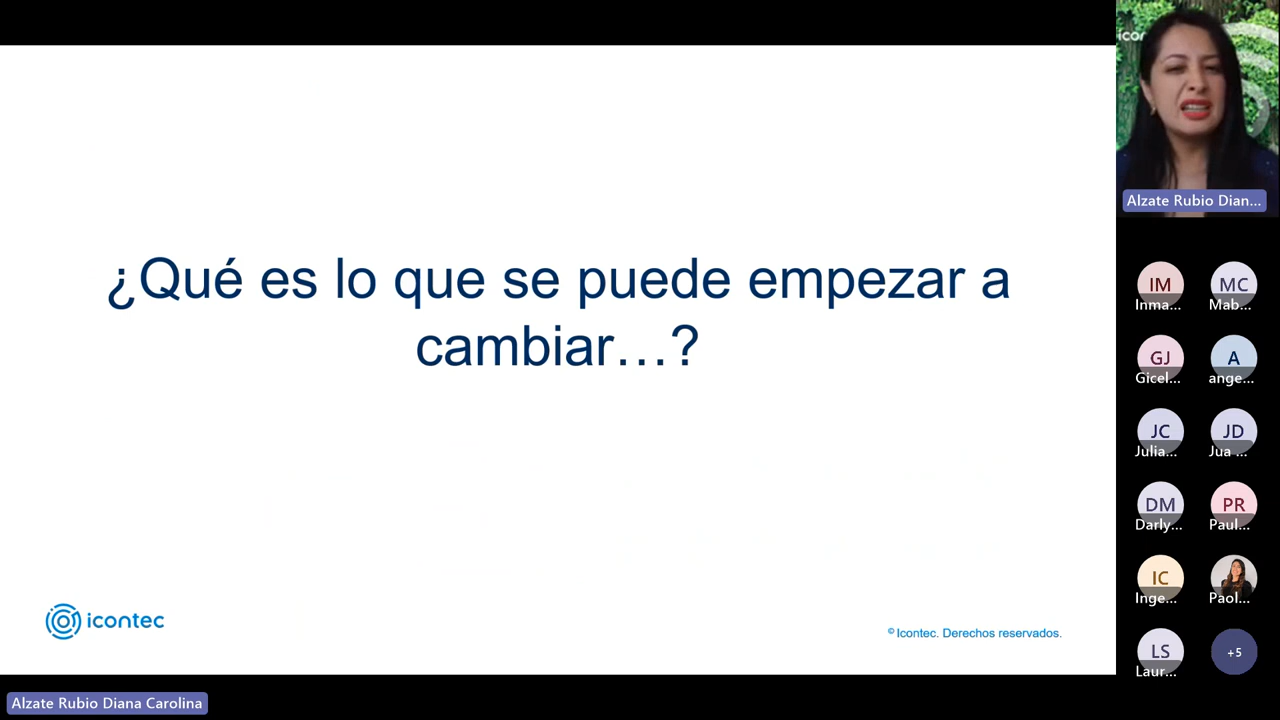 icon
Alzate Rubio Dian...
¿Qué es lo que se puede empezar a
cambiar...?
IM
MC
Inma...
Mab...
GJ
A
Gicel...
ange...
JC
JD
Julia...
Jua ...
DM
PR
Darly...
Paul...
IC
Inge...
Paol...
LS
+5
Laur...
icontec
© Icontec. Derechos reservados.
Alzate Rubio Diana Carolina